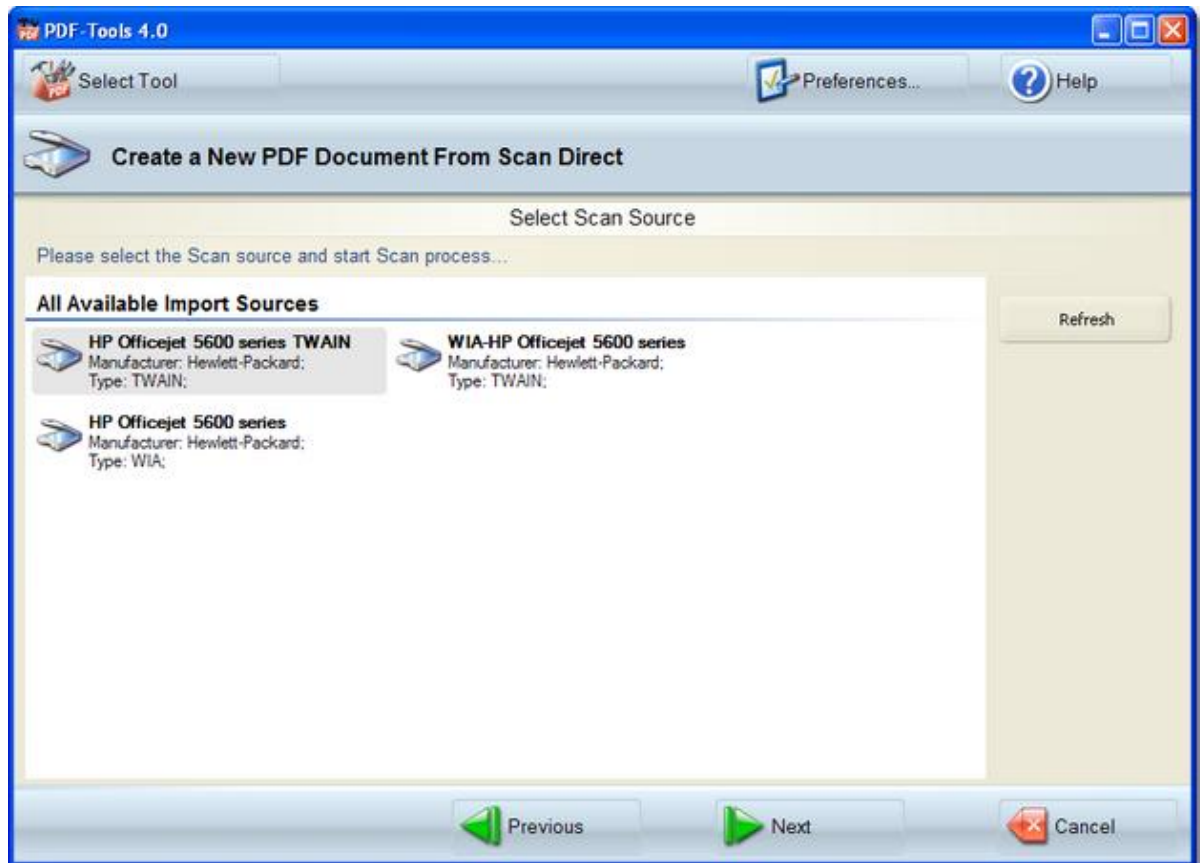 PDF-Tools 4.0
Select Tool
Preferences...
Help
Create a New PDF Document From Scan Direct
Select Scan Source
Please select the Scan source and start Scan process...
All Available Import Sources
Refresh
HP Officejet 5600 series TWAIN
Manufacturer: Hewlett-Packard;
Type: TWAIN;
WIA-HP Officejet 5600 series
Manufacturer: Hewlett-Packard;
Type: TWAIN;
HP Officejet 5600 series
Manufacturer: Hewlett-Packard;
Type: WIA;
Previous
Next
Cancel